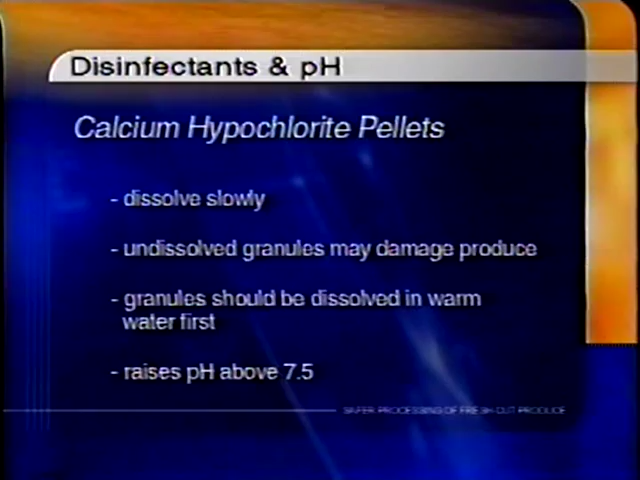 Disinfectants & pH
Calcium Hypochlorite Pellets
- dissolve slowly
- undissolved granules may damage produce
- granules should be dissolved in warm
water first
- raises pH above 7.5
SAFER PROCESSING OF FRESH-CUT PRODUCE